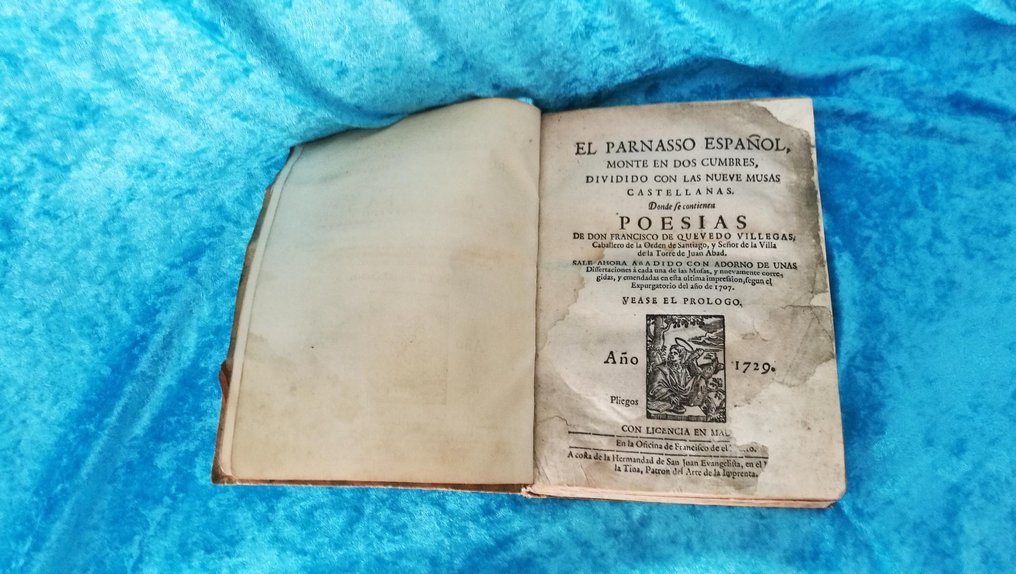 EL PARNASSO ESPAÑOL,
MONTE EN DOS CUMBRES,
DIVIDIDO CON LAS NUEVE MUSAS
CASTELLANAS.
Donde se contienen
POESIAS
DE DON FRANCISCO DE QUEVEDO VILLEGAS,
Caballero de la Orden de Santiago, y Señor de la Villa
de la Torre de Juan Abad.
SALE AHORA AÑADIDO CON ADORNO DE UNAS
Dissertaciones à cada una de las Musas, y nuevamente corre-
gidas, y emendadas en esta ultima impression, segun el
Expurgatorio del año de 1707.
VEASE EL PROLOGO.
Año 1729.
Pliegos
CON LICENCIA EN
En la Oficina de Francisco de el
A costa de la Hermandad de San Juan Evangelista, en el
la Tina, Patron del Arte de la Imprenta.